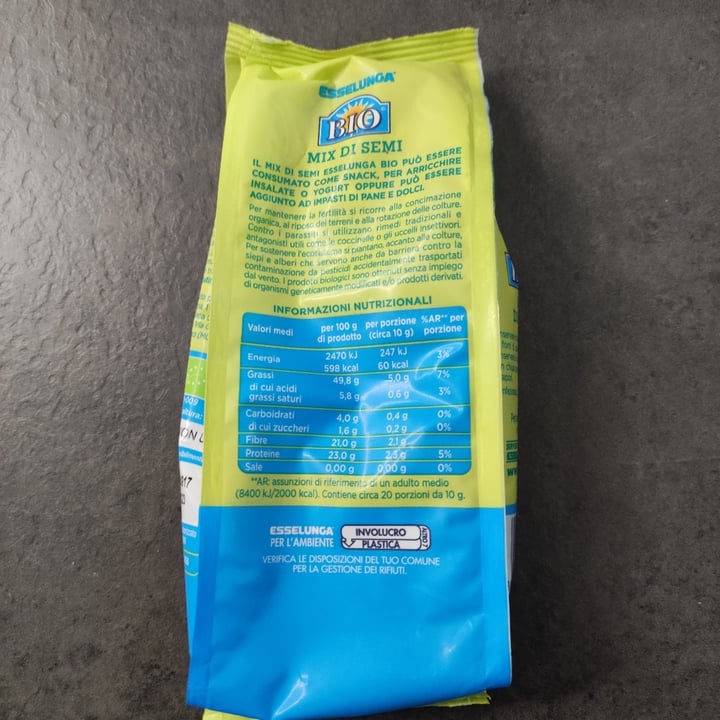 ESSELUNGA
BIO
MIX DI SEMI
IL MIX DI SEMI ESSELUNGA BIO PUÒ ESSERE
CONSUMATO COME SNACK, PER ARRICCHIRE
INSALATE O YOGURT OPPURE PUÒ ESSERE
AGGIUNTO AD IMPASTI DI PANE E DOLCI.
Per mantenere la fertilità si ricorre alla concimazione
organica, al riposo dei terreni e alla rotazione delle colture.
Contro i parassiti si utilizzano rimedi tradizionali e
antagonisti utili come le coccinelle o gli uccelli insettivori.
Per sostenere l'ecosistema si piantano, accanto alle colture,
siepi e alberi che servono anche da barriera contro la
contaminazione da pesticidi accidentalmente trasportati
dal vento. I prodotti biologici sono ottenuti senza impiego
di organismi geneticamente modificati e/o prodotti derivati.
INFORMAZIONI NUTRIZIONALI
Valori medi per 100 g di prodotto per porzione (circa 10 g) %AR** per porzione
Energia 2470 kJ 247 kJ 3%
598 kcal 60 kcal
Grassi 49,8 g 5,0 g 7%
di cui acidi
grassi saturi 5,8 g 0,6 g 3%
Carboidrati 4,0 g 0,4 g 0%
di cui zuccheri 1,6 g 0,2 g 0%
Fibre 21,0 g 2,1 g
Proteine 23,0 g 2,3 g 5%
Sale 0,00 g 0,00 g 0%
**AR: assunzioni di riferimento di un adulto medio
(8400 kJ/2000 kcal). Contiene circa 20 porzioni da 10 g.
ESSELUNGA
PER L'AMBIENTE
INVOLUCRO
PLASTICA
ALTRO 7
VERIFICA LE DISPOSIZIONI DEL TUO COMUNE
PER LA GESTIONE DEI RIFIUTI.